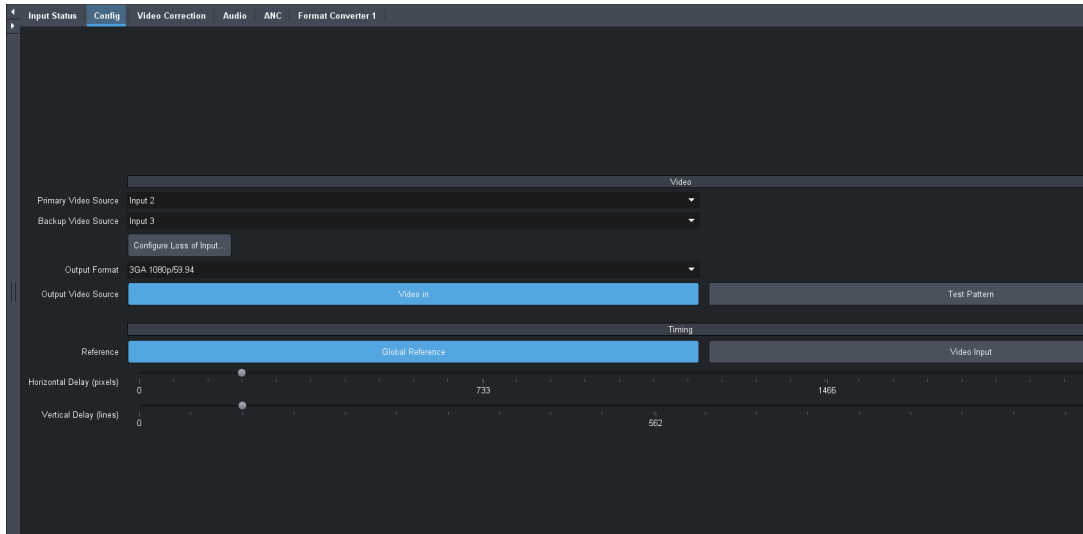 Input Status Config Video Correction Audio ANC Format Converter 1
Video
Primary Video Source Input 2
Backup Video Source Input 3
Configure Loss of Input...
Output Format 3GA 1080p/59.94
Output Video Source Video in Test Pattern
Timing
Reference Global Reference Video Input
Horizontal Delay (pixels)
0 733 1466
Vertical Delay (lines)
0 562